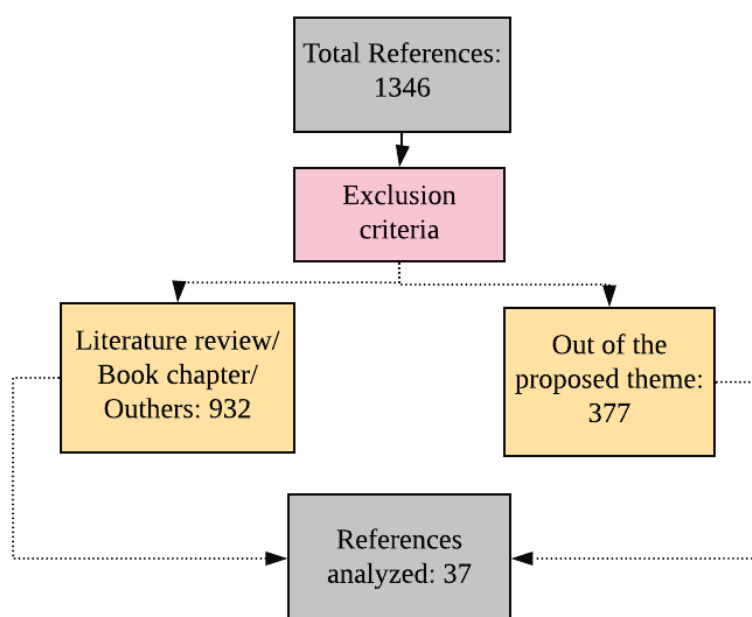 Total References:
1346
Exclusion
criteria
Literature review/
Book chapter/
Outhers: 932
Out of the
proposed theme:
377
References
analyzed: 37